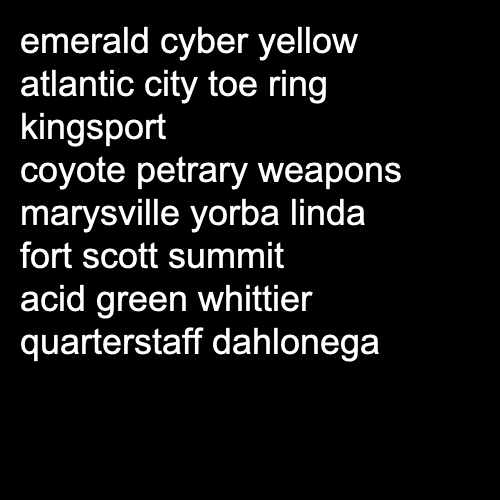 emerald cyber yellow
atlantic city toe ring
kingsport
coyote petrary weapons
marysville yorba linda
fort scott summit
acid green whittier
quarterstaff dahlonega